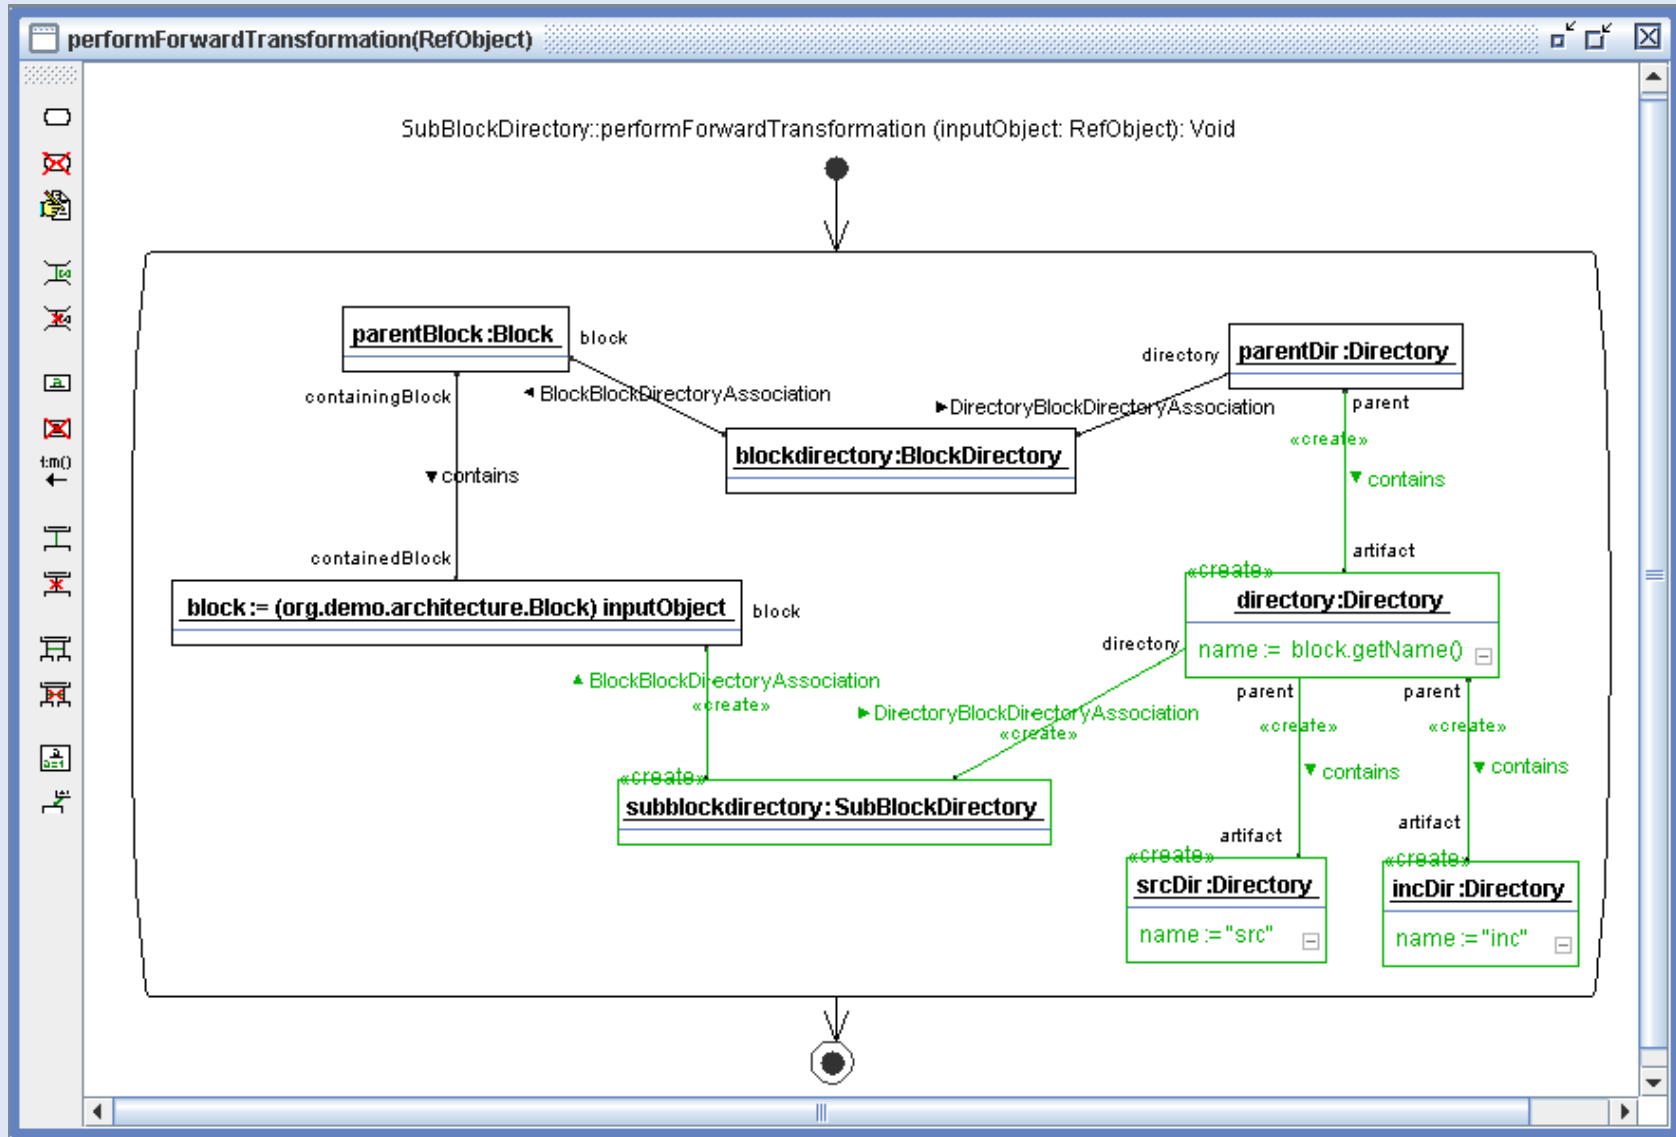 performForwardTransformation(RefObject)
SubBlockDirectory::performForwardTransformation (inputObject: RefObject): Void
parentBlock :Block
block
directory
parentDir :Directory
containingBlock
◄ BlockBlockDirectoryAssociation
►DirectoryBlockDirectoryAssociation
parent
«create»
blockdirectory:BlockDirectory
▼ contains
▼ contains
containedBlock
artifact
«create»
block := (org.demo.architecture.Block) inputObject
block
directory:Directory
directory
name := block.getName()
▲ BlockBlockDirectoryAssociation
«create»
►DirectoryBlockDirectoryAssociation
«create»
parent
parent
«create»
«create»
▼ contains
▼ contains
«create»
subblockdirectory: SubBlockDirectory
artifact
artifact
«create»
«create»
srcDir :Directory
incDir :Directory
name := "src"
name := "inc"
a
f:m()
a
a=1